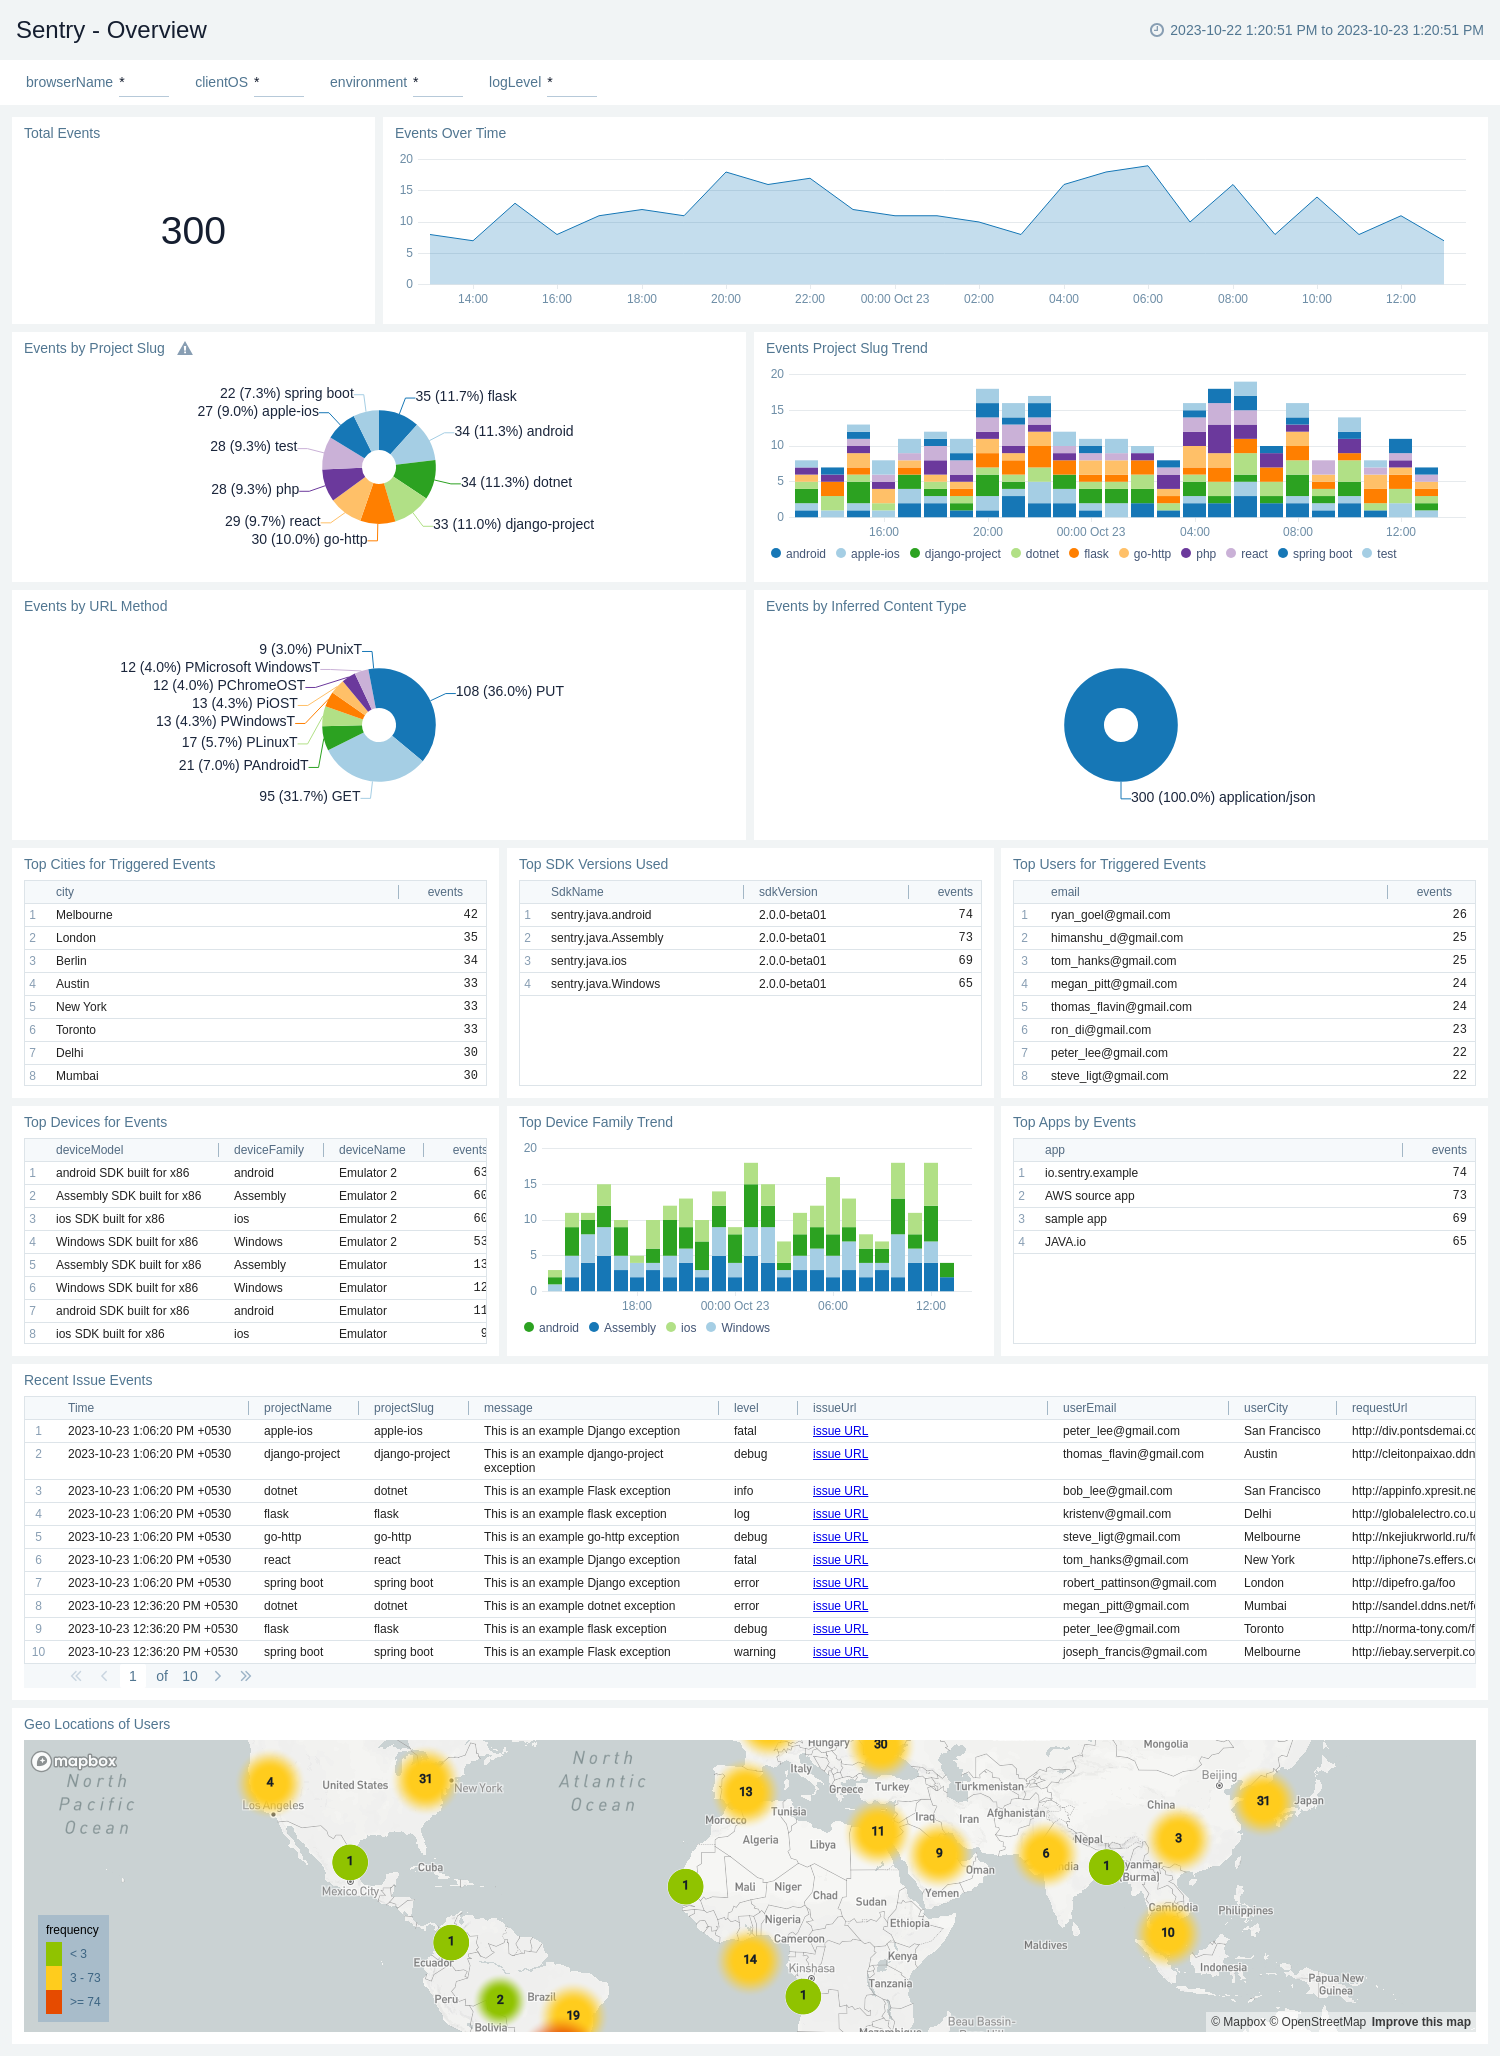 Sentry - Overview
2023-10-22 1:20:51 PM to 2023-10-23 1:20:51 PM
browserName * clientOS * environment * logLevel *
Total Events
300
Events Over Time
20
15
10
5
0
14:00 16:00 18:00 20:00 22:00 00:00 Oct 23 02:00 04:00 06:00 08:00 10:00 12:00
Events by Project Slug
22 (7.3%) spring boot
27 (9.0%) apple-ios
28 (9.3%) test
28 (9.3%) php
29 (9.7%) react
30 (10.0%) go-http
35 (11.7%) flask
34 (11.3%) android
34 (11.3%) dotnet
33 (11.0%) django-project
Events Project Slug Trend
20
15
10
5
0
16:00 20:00 00:00 Oct 23 04:00 08:00 12:00
android apple-ios django-project dotnet flask go-http php react spring boot test
Events by URL Method
9 (3.0%) PUnixT
12 (4.0%) PMicrosoft WindowsT
12 (4.0%) PChromeOST
13 (4.3%) PiOST
13 (4.3%) PWindowsT
17 (5.7%) PLinuxT
21 (7.0%) PAndroidT
95 (31.7%) GET
108 (36.0%) PUT
Events by Inferred Content Type
300 (100.0%) application/json
Top Cities for Triggered Events
city events
1 Melbourne 42
2 London 35
3 Berlin 34
4 Austin 33
5 New York 33
6 Toronto 33
7 Delhi 30
8 Mumbai 30
Top SDK Versions Used
SdkName sdkVersion events
1 sentry.java.android 2.0.0-beta01 74
2 sentry.java.Assembly 2.0.0-beta01 73
3 sentry.java.ios 2.0.0-beta01 69
4 sentry.java.Windows 2.0.0-beta01 65
Top Users for Triggered Events
email events
1 ryan_goel@gmail.com 26
2 himanshu_d@gmail.com 25
3 tom_hanks@gmail.com 25
4 megan_pitt@gmail.com 24
5 thomas_flavin@gmail.com 24
6 ron_di@gmail.com 23
7 peter_lee@gmail.com 22
8 steve_ligt@gmail.com 22
Top Devices for Events
deviceModel deviceFamily deviceName events
1 android SDK built for x86 android Emulator 2 63
2 Assembly SDK built for x86 Assembly Emulator 2 60
3 ios SDK built for x86 ios Emulator 2 60
4 Windows SDK built for x86 Windows Emulator 2 53
5 Assembly SDK built for x86 Assembly Emulator 13
6 Windows SDK built for x86 Windows Emulator 12
7 android SDK built for x86 android Emulator 11
8 ios SDK built for x86 ios Emulator 9
Top Device Family Trend
20
15
10
5
0
18:00 00:00 Oct 23 06:00 12:00
android Assembly ios Windows
Top Apps by Events
app events
1 io.sentry.example 74
2 AWS source app 73
3 sample app 69
4 JAVA.io 65
Recent Issue Events
Time projectName projectSlug message level issueUrl userEmail userCity requestUrl
1 2023-10-23 1:06:20 PM +0530 apple-ios apple-ios This is an example Django exception fatal issue URL peter_lee@gmail.com San Francisco http://div.pontsdemai.cc
2 2023-10-23 1:06:20 PM +0530 django-project django-project This is an example django-project debug issue URL thomas_flavin@gmail.com Austin http://cleitonpaixao.ddn
exception
3 2023-10-23 1:06:20 PM +0530 dotnet dotnet This is an example Flask exception info issue URL bob_lee@gmail.com San Francisco http://appinfo.xpresit.ne
4 2023-10-23 1:06:20 PM +0530 flask flask This is an example flask exception log issue URL kristenv@gmail.com Delhi http://globalelectro.co.u
5 2023-10-23 1:06:20 PM +0530 go-http go-http This is an example go-http exception debug issue URL steve_ligt@gmail.com Melbourne http://nkejiukrworld.ru/fo
6 2023-10-23 1:06:20 PM +0530 react react This is an example Django exception fatal issue URL tom_hanks@gmail.com New York http://iphone7s.effers.co
7 2023-10-23 1:06:20 PM +0530 spring boot spring boot This is an example Django exception error issue URL robert_pattinson@gmail.com London http://dipefro.ga/foo
8 2023-10-23 12:36:20 PM +0530 dotnet dotnet This is an example dotnet exception error issue URL megan_pitt@gmail.com Mumbai http://sandel.ddns.net/fo
9 2023-10-23 12:36:20 PM +0530 flask flask This is an example flask exception debug issue URL peter_lee@gmail.com Toronto http://norma-tony.com/f
10 2023-10-23 12:36:20 PM +0530 spring boot spring boot This is an example Flask exception warning issue URL joseph_francis@gmail.com Melbourne http://iebay.serverpit.co
1 of 10
Geo Locations of Users
mapbox
North
Pacific
Ocean
North
Atlantic
Ocean
4
Los Angeles
United States
31
New York
1
Mexico City
Cuba
1
Ecuador
Peru
2
Bolivia
Brazil
19
Hungary
30
Italy
13
Greece
Turkey
Turkmenistan
Mongolia
Beijing
31
Japan
China
Morocco
Tunisia
Algeria
Libya
11
Iraq
Iran
Afghanistan
9
6
Nepal
3
1
Oman
Yemen
(Burma)
1
Mali
Niger
Chad
Sudan
Nigeria
Ethiopia
Cameroon
14
Kinshasa
1
Kenya
Tanzania
Maldives
Cambodia
10
Philippines
Indonesia
Papua New
Guinea
Beau Bassin-
frequency
< 3
3 - 73
>= 74
© Mapbox © OpenStreetMap Improve this map